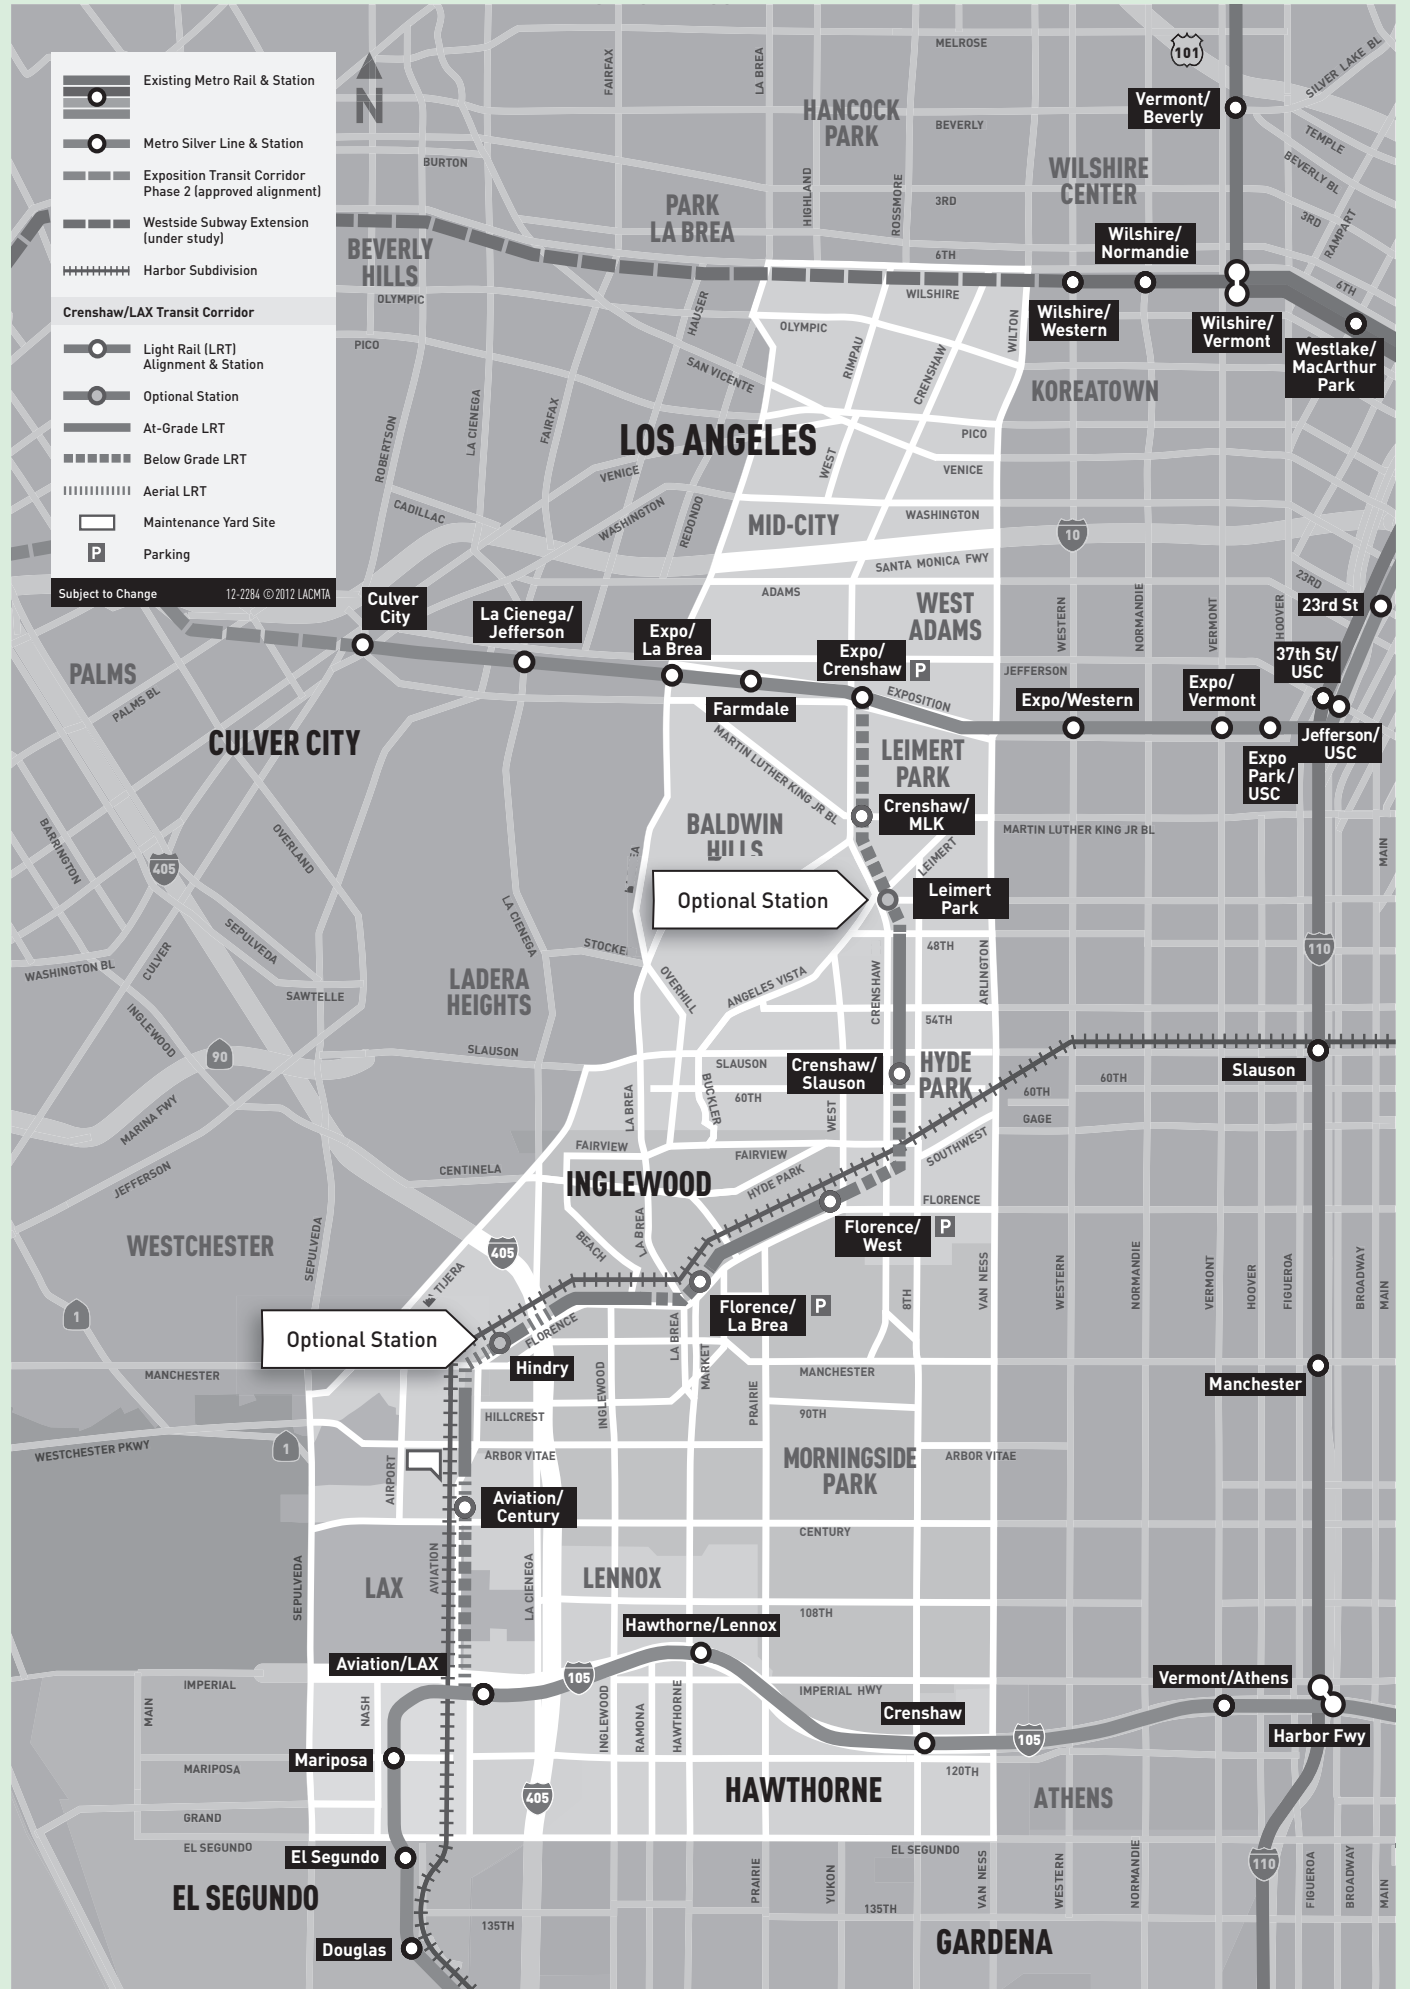 Existing Metro Rail & Station
Metro Silver Line & Station
Exposition Transit Corridor
Phase 2 (approved alignment)
Westside Subway Extension
(under study)
Harbor Subdivision
Crenshaw/LAX Transit Corridor
Light Rail (LRT)
Alignment & Station
Optional Station
At-Grade LRT
Below Grade LRT
Aerial LRT
Maintenance Yard Site
P
Parking
Subject to Change
12-2284 ©2012 LACMTA
N
FAIRFAX
LA BREA
MELROSE
101
SILVER LAKE BL
Vermont/
Beverly
HANCOCK
PARK
BEVERLY
TEMPLE
BEVERLY BL
BURTON
WILSHIRE
CENTER
HIGHLAND
ROSSMORE
3RD
3RD
RAMPART
PARK
LA BREA
BEVERLY
HILLS
Wilshire/
Normandie
6TH
6TH
OLYMPIC
HAUSER
WILSHIRE
Wilshire/
Western
Wilshire/
Vermont
Westlake/
MacArthur
Park
PICO
OLYMPIC
RIMPAU
CRENSHAW
WILTON
SAN VICENTE
KOREATOWN
ROBERTSON
LA CIENEGA
FAIRFAX
LOS ANGELES
PICO
VENICE
WEST
VENICE
CADILLAC
WASHINGTON
REDONDO
MID-CITY
WASHINGTON
10
SANTA MONICA FWY
ADAMS
WEST
ADAMS
23RD
23rd St
WESTERN
NORMANDIE
VERMONT
HOOVER
Culver
City
La Cienega/
Jefferson
Expo/
La Brea
Expo/
Crenshaw
P
37th St/
USC
JEFFERSON
PALMS
PALMS BL
Farmdale
EXPOSITION
Expo/Western
Expo/
Vermont
Jefferson/
USC
Expo
Park/
USC
CULVER CITY
MARTIN LUTHER KING JR BL
LEIMERT
PARK
Crenshaw/
MLK
BALDWIN
HILLS
MARTIN LUTHER KING JR BL
MAIN
BARRINGTON
OVERLAND
405
LEIMERT
Optional Station
Leimert
Park
LA CIENEGA
SEPULVEDA
CULVER
WASHINGTON BL
48TH
110
ARLINGTON
LADERA
HEIGHTS
OVERHILL
ANGELES VISTA
CRENSHAW
SAWTELLE
INGLEWOOD
54TH
90
SLAUSON
SLAUSON
Crenshaw/
Slauson
HYDE
PARK
Slauson
60TH
60TH
60TH
LA BREA
BUCKLER
WEST
GAGE
MARINA FWY
FAIRVIEW
FAIRVIEW
SOUTHWEST
JEFFERSON
CENTINELA
INGLEWOOD
HYDE PARK
FLORENCE
WESTCHESTER
SEPULVEDA
405
BEACH
LA BREA
Florence/
West
P
TIJERA
8TH
VAN NESS
WESTERN
NORMANDIE
VERMONT
HOOVER
FIGUEROA
BROADWAY
MAIN
1
Florence/
La Brea
P
Optional Station
FLORENCE
Hindry
LA BREA
MARKET
MANCHESTER
MANCHESTER
Manchester
INGLEWOOD
PRAIRIE
HILLCREST
90TH
WESTCHESTER PKWY
1
ARBOR VITAE
MORNINGSIDE
PARK
ARBOR VITAE
AIRPORT
Aviation/
Century
CENTURY
SEPULVEDA
LAX
AVIATION
LA CIENEGA
LENNOX
108TH
Hawthorne/Lennox
Aviation/LAX
105
Vermont/Athens
IMPERIAL
IMPERIAL HWY
MAIN
NASH
INGLEWOOD
RAMONA
HAWTHORNE
Crenshaw
105
Harbor Fwy
Mariposa
MARIPOSA
120TH
405
HAWTHORNE
ATHENS
GRAND
EL SEGUNDO
EL SEGUNDO
El Segundo
110
PRAIRIE
YUKON
VAN NESS
WESTERN
NORMANDIE
FIGUEROA
BROADWAY
MAIN
EL SEGUNDO
135TH
135TH
Douglas
GARDENA